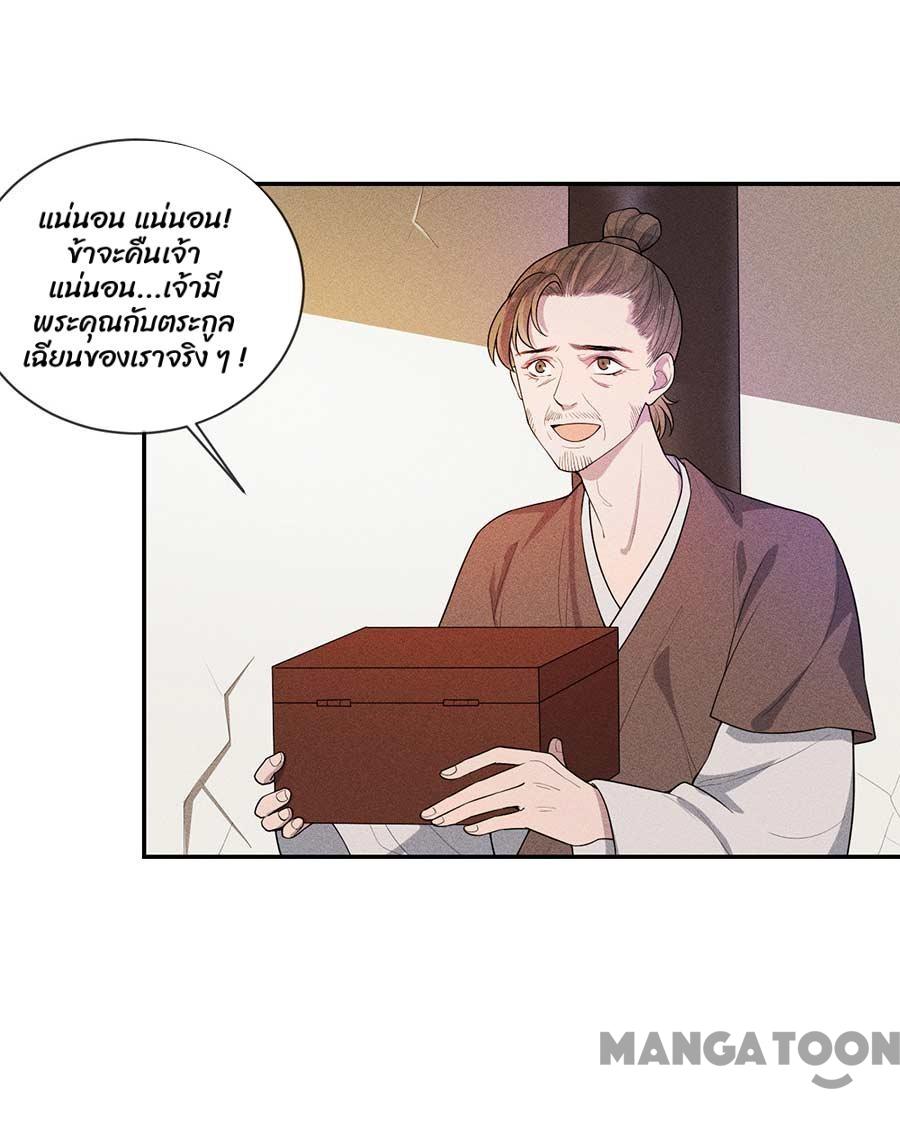 แน่นอน แน่นอน!
ข้าจะคืนเจ้า
แน่นอน...เจ้ามี
พระคุณกับตระกูล
เฉียนของเราจริง ๆ !
MANGATOON